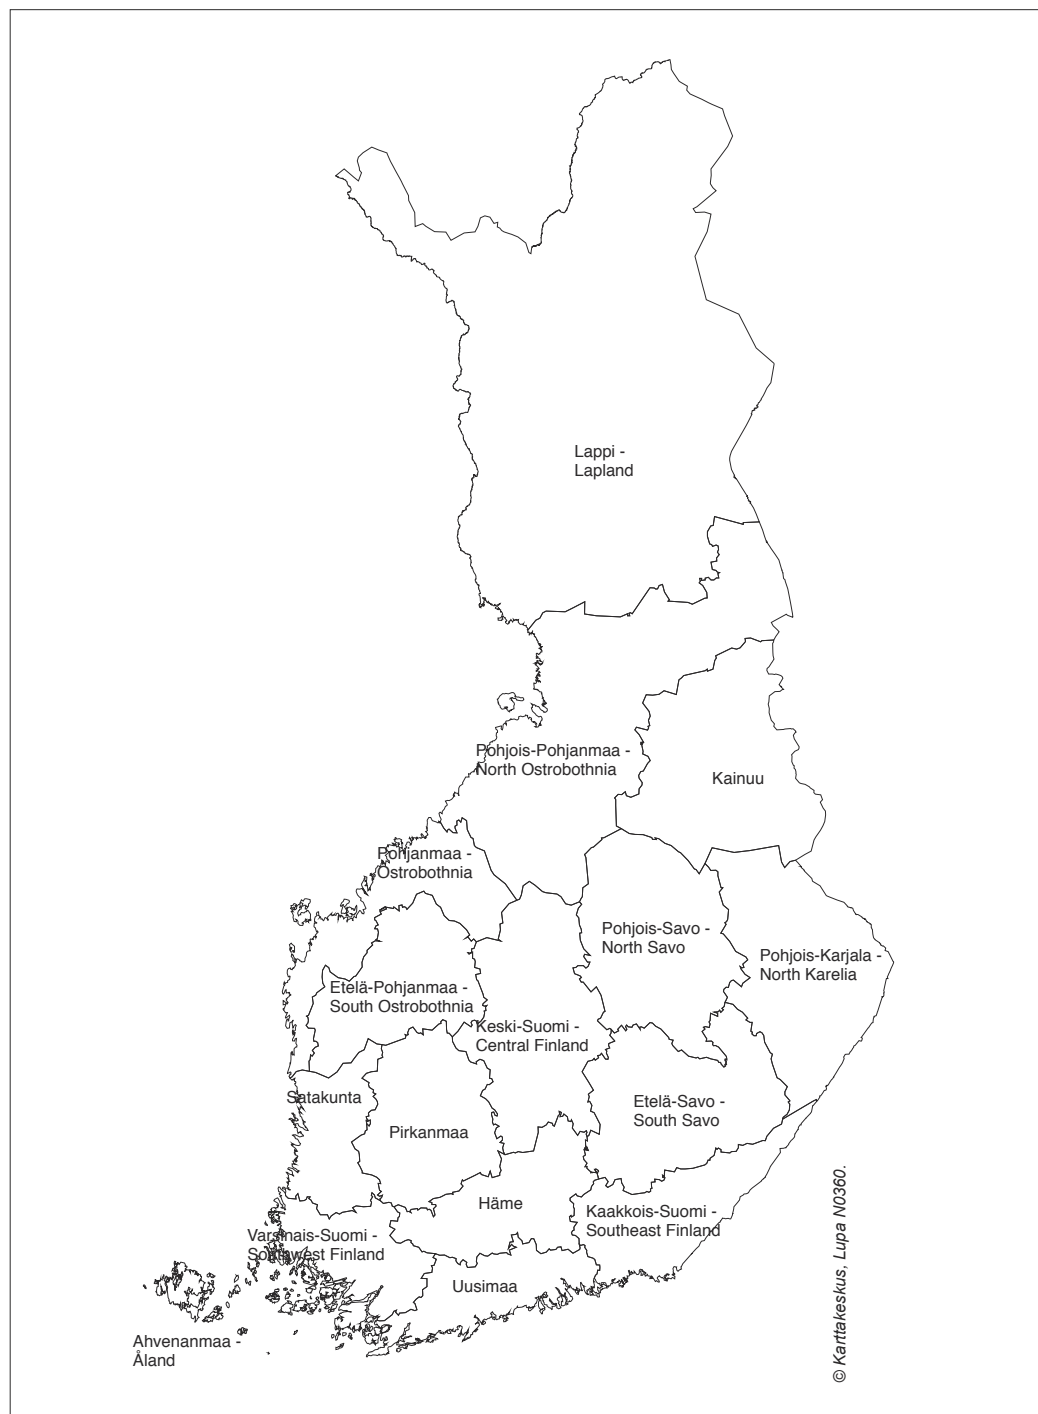 Lappi -
Lapland
Pohjois-Pohjanmaa -
North Ostrobothnia
Kainuu
Pohjanmaa -
Ostrobothnia
Pohjois-Savo -
North Savo
Pohjois-Karjala -
North Karelia
Etelä-Pohjanmaa -
South Ostrobothnia
Keski-Suomi -
Central Finland
Satakunta
Etelä-Savo -
South Savo
Pirkanmaa
Häme
Kaakkois-Suomi -
Southeast Finland
Varsinais-Suomi -
Southwest Finland
Uusimaa
Ahvenanmaa -
Åland
© Karttakeskus, Lupa N0360.